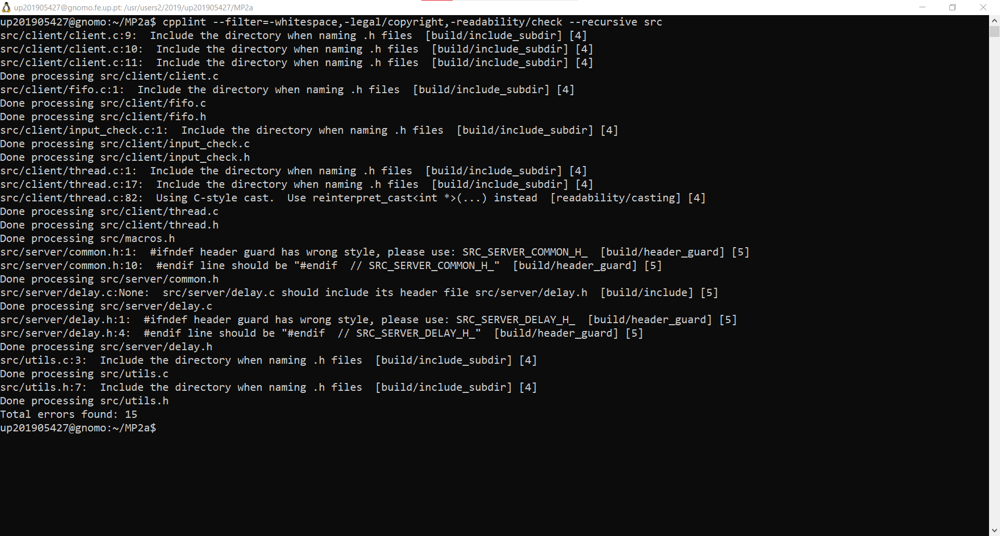 up201905427@gnomo.fe.up.pt: /usr/users2/2019/up201905427/MP2a
up201905427@gnomo:~/MP2a$ cpplint --filter=-whitespace,-legal/copyright,-readability/check --recursive src
src/client/client.c:9:  Include the directory when naming .h files  [build/include_subdir] [4]
src/client/client.c:10:  Include the directory when naming .h files  [build/include_subdir] [4]
src/client/client.c:11:  Include the directory when naming .h files  [build/include_subdir] [4]
Done processing src/client/client.c
src/client/fifo.c:1:  Include the directory when naming .h files  [build/include_subdir] [4]
Done processing src/client/fifo.c
Done processing src/client/fifo.h
src/client/input_check.c:1:  Include the directory when naming .h files  [build/include_subdir] [4]
Done processing src/client/input_check.c
Done processing src/client/input_check.h
src/client/thread.c:1:  Include the directory when naming .h files  [build/include_subdir] [4]
src/client/thread.c:17:  Include the directory when naming .h files  [build/include_subdir] [4]
src/client/thread.c:82:  Using C-style cast.  Use reinterpret_cast<int *>(...) instead  [readability/casting] [4]
Done processing src/client/thread.c
Done processing src/client/thread.h
Done processing src/macros.h
src/server/common.h:1:  #ifndef header guard has wrong style, please use: SRC_SERVER_COMMON_H_  [build/header_guard] [5]
src/server/common.h:10:  #endif line should be "#endif  // SRC_SERVER_COMMON_H_"  [build/header_guard] [5]
Done processing src/server/common.h
src/server/delay.c:None:  src/server/delay.c should include its header file src/server/delay.h  [build/include] [5]
Done processing src/server/delay.c
src/server/delay.h:1:  #ifndef header guard has wrong style, please use: SRC_SERVER_DELAY_H_  [build/header_guard] [5]
src/server/delay.h:4:  #endif line should be "#endif  // SRC_SERVER_DELAY_H_"  [build/header_guard] [5]
Done processing src/server/delay.h
src/utils.c:3:  Include the directory when naming .h files  [build/include_subdir] [4]
Done processing src/utils.c
src/utils.h:7:  Include the directory when naming .h files  [build/include_subdir] [4]
Done processing src/utils.h
Total errors found: 15
up201905427@gnomo:~/MP2a$